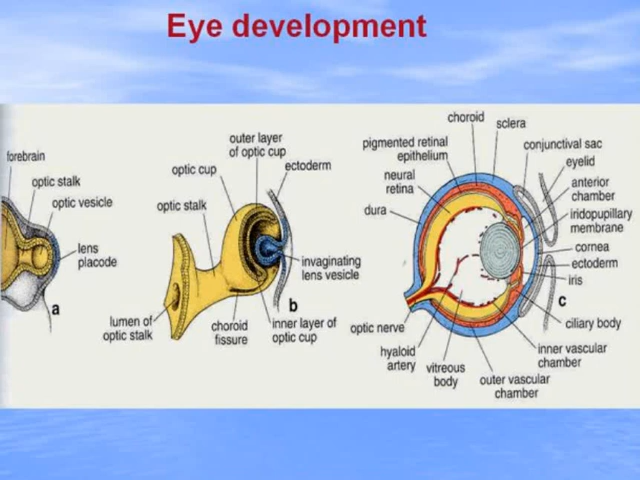 Eye development
forebrain
optic stalk
optic vesicle
lens
placode
a
outer layer
of optic cup
optic cup
ectoderm
optic stalk
invaginating
lens vesicle
b
lumen of
optic stalk
choroid
fissure
inner layer of
optic cup
choroid
sclera
pigmented retinal
epithelium
conjunctival sac
eyelid
neural
retina
anterior
chamber
dura
iridopupillary
membrane
cornea
ectoderm
iris
c
optic nerve
ciliary body
hyaloid
artery
vitreous
body
inner vascular
chamber
outer vascular
chamber